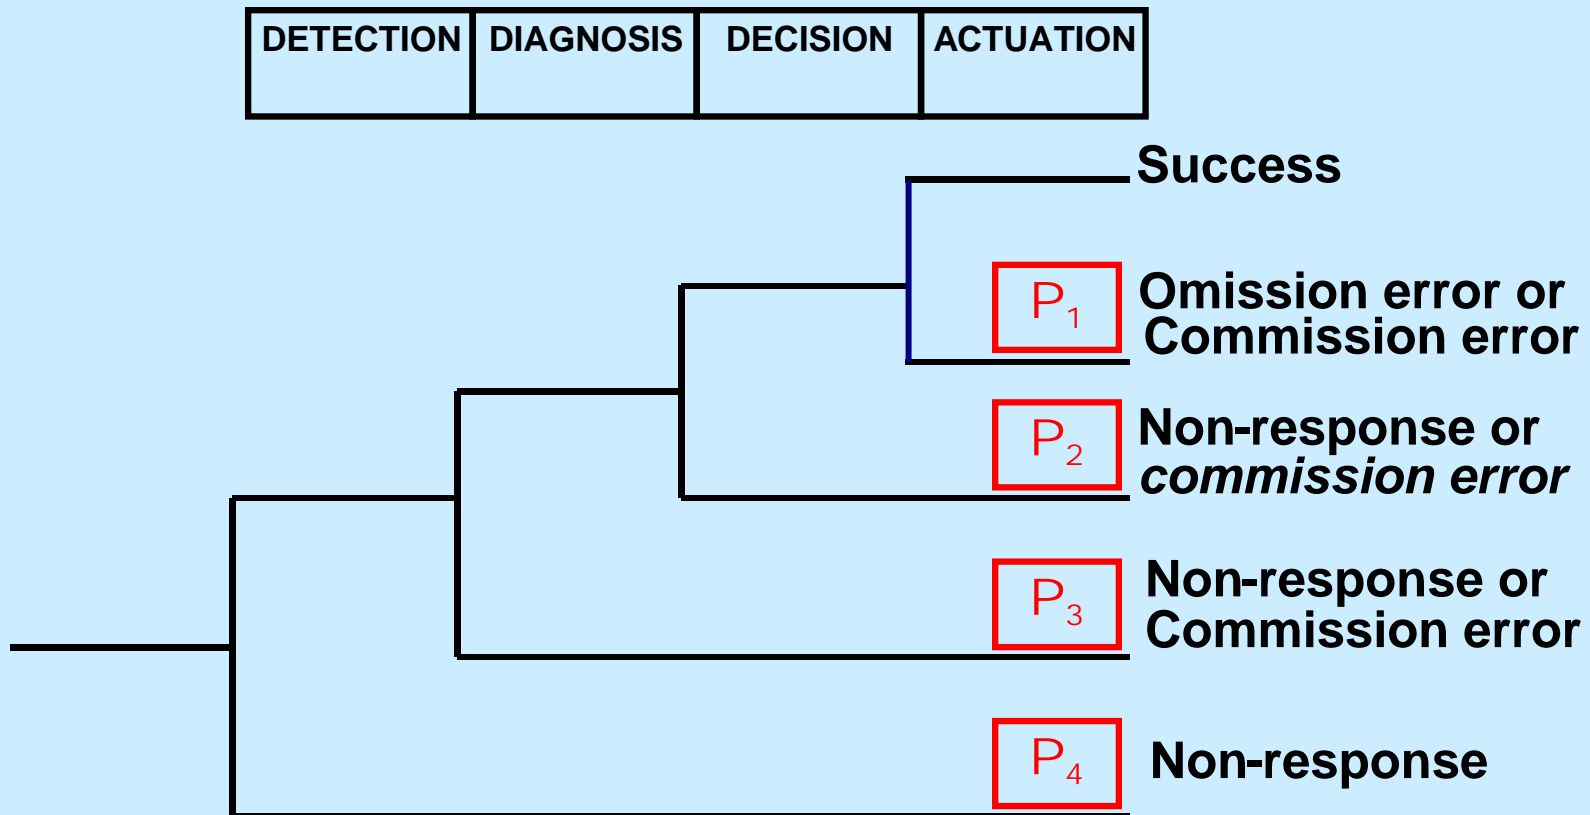 DETECTION DIAGNOSIS DECISION ACTUATION
Success
P1 Omission error or
Commission error
P2 Non-response or
commission error
P3 Non-response or
Commission error
P4 Non-response